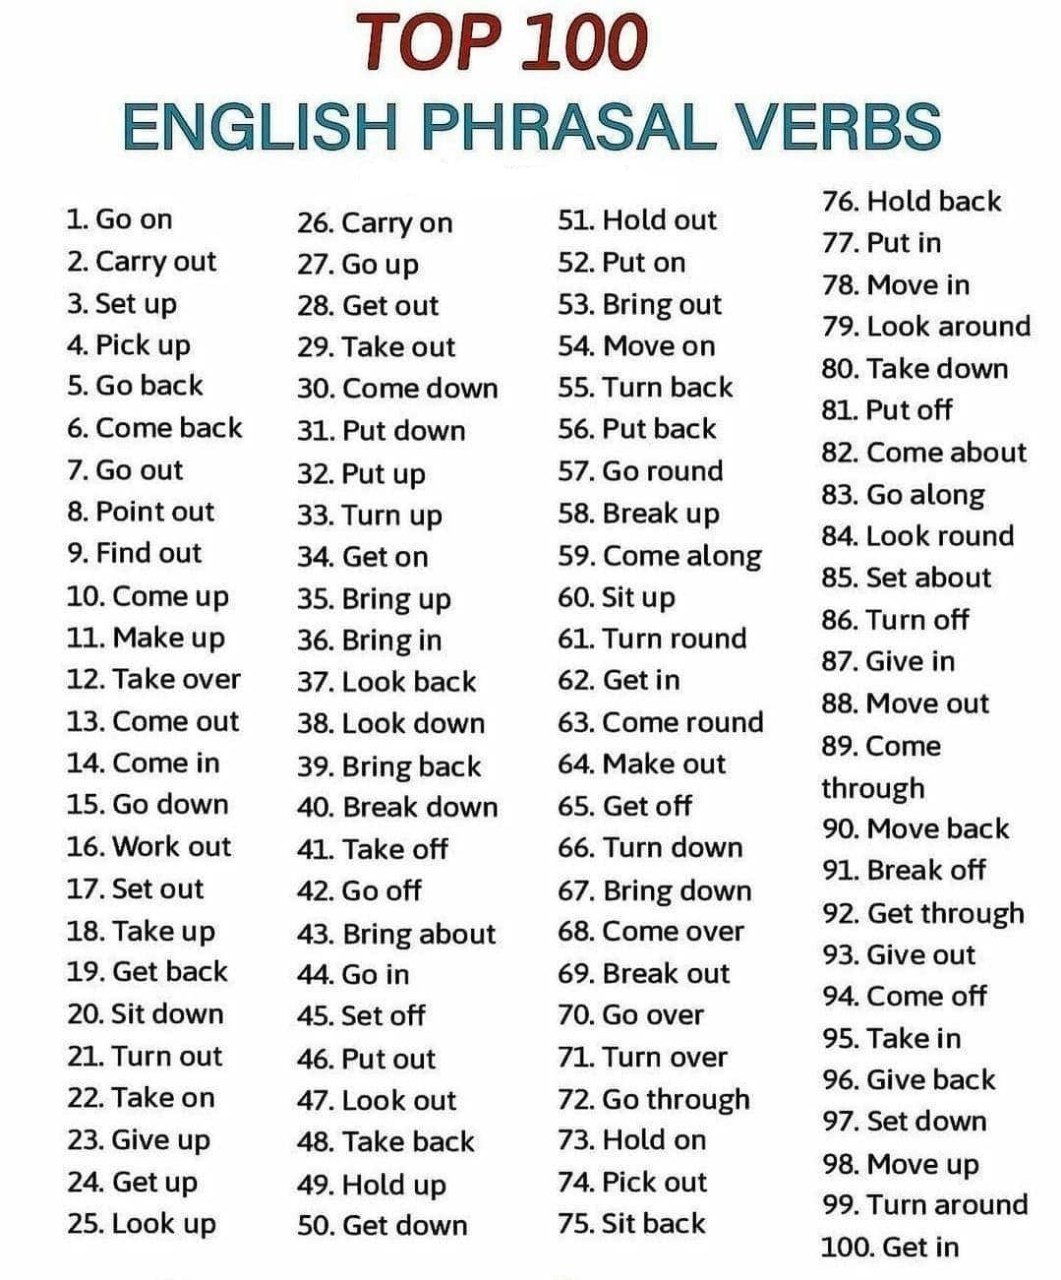 TOP 100
ENGLISH PHRASAL VERBS
1. Go on
2. Carry out
3. Set up
4. Pick up
5. Go back
6. Come back
7. Go out
8. Point out
9. Find out
10. Come up
11. Make up
12. Take over
13. Come out
14. Come in
15. Go down
16. Work out
17. Set out
18. Take up
19. Get back
20. Sit down
21. Turn out
22. Take on
23. Give up
24. Get up
25. Look up
26. Carry on
27. Go up
28. Get out
29. Take out
30. Come down
31. Put down
32. Put up
33. Turn up
34. Get on
35. Bring up
36. Bring in
37. Look back
38. Look down
39. Bring back
40. Break down
41. Take off
42. Go off
43. Bring about
44. Go in
45. Set off
46. Put out
47. Look out
48. Take back
49. Hold up
50. Get down
51. Hold out
52. Put on
53. Bring out
54. Move on
55. Turn back
56. Put back
57. Go round
58. Break up
59. Come along
60. Sit up
61. Turn round
62. Get in
63. Come round
64. Make out
65. Get off
66. Turn down
67. Bring down
68. Come over
69. Break out
70. Go over
71. Turn over
72. Go through
73. Hold on
74. Pick out
75. Sit back
76. Hold back
77. Put in
78. Move in
79. Look around
80. Take down
81. Put off
82. Come about
83. Go along
84. Look round
85. Set about
86. Turn off
87. Give in
88. Move out
89. Come
through
90. Move back
91. Break off
92. Get through
93. Give out
94. Come off
95. Take in
96. Give back
97. Set down
98. Move up
99. Turn around
100. Get in